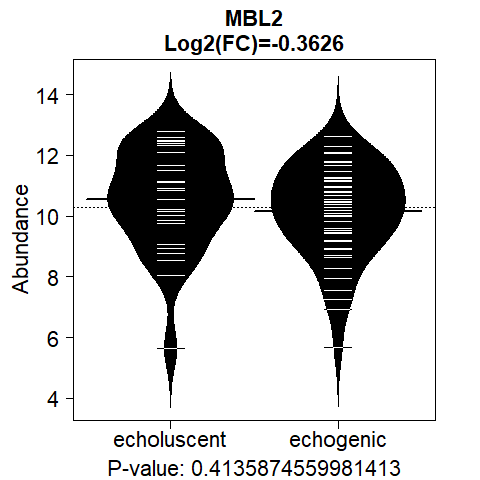 MBL2
Log2(FC)=-0.3626
14
12
10
8
6
4
Abundance
echoluscent echogenic
P-value: 0.4135874559981413